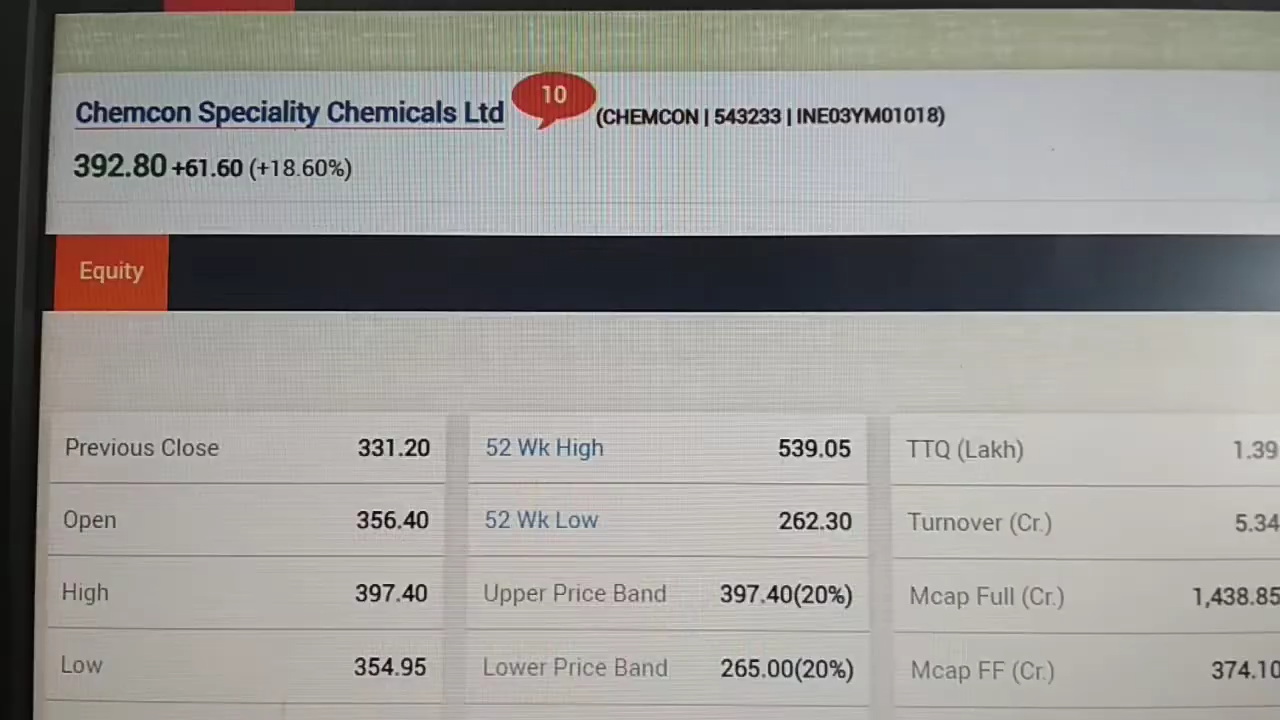 Chemcon Speciality Chemicals Ltd 10 (CHEMCON | 543233 | INE03YM01018)
392.80 +61.60 (+18.60%)
Equity
Previous Close 331.20 52 Wk High 539.05 TTQ (Lakh) 1.39
Open 356.40 52 Wk Low 262.30 Turnover (Cr.) 5.34
High 397.40 Upper Price Band 397.40(20%) Mcap Full (Cr.) 1,438.85
Low 354.95 Lower Price Band 265.00(20%) Mcap FF (Cr.) 374.10